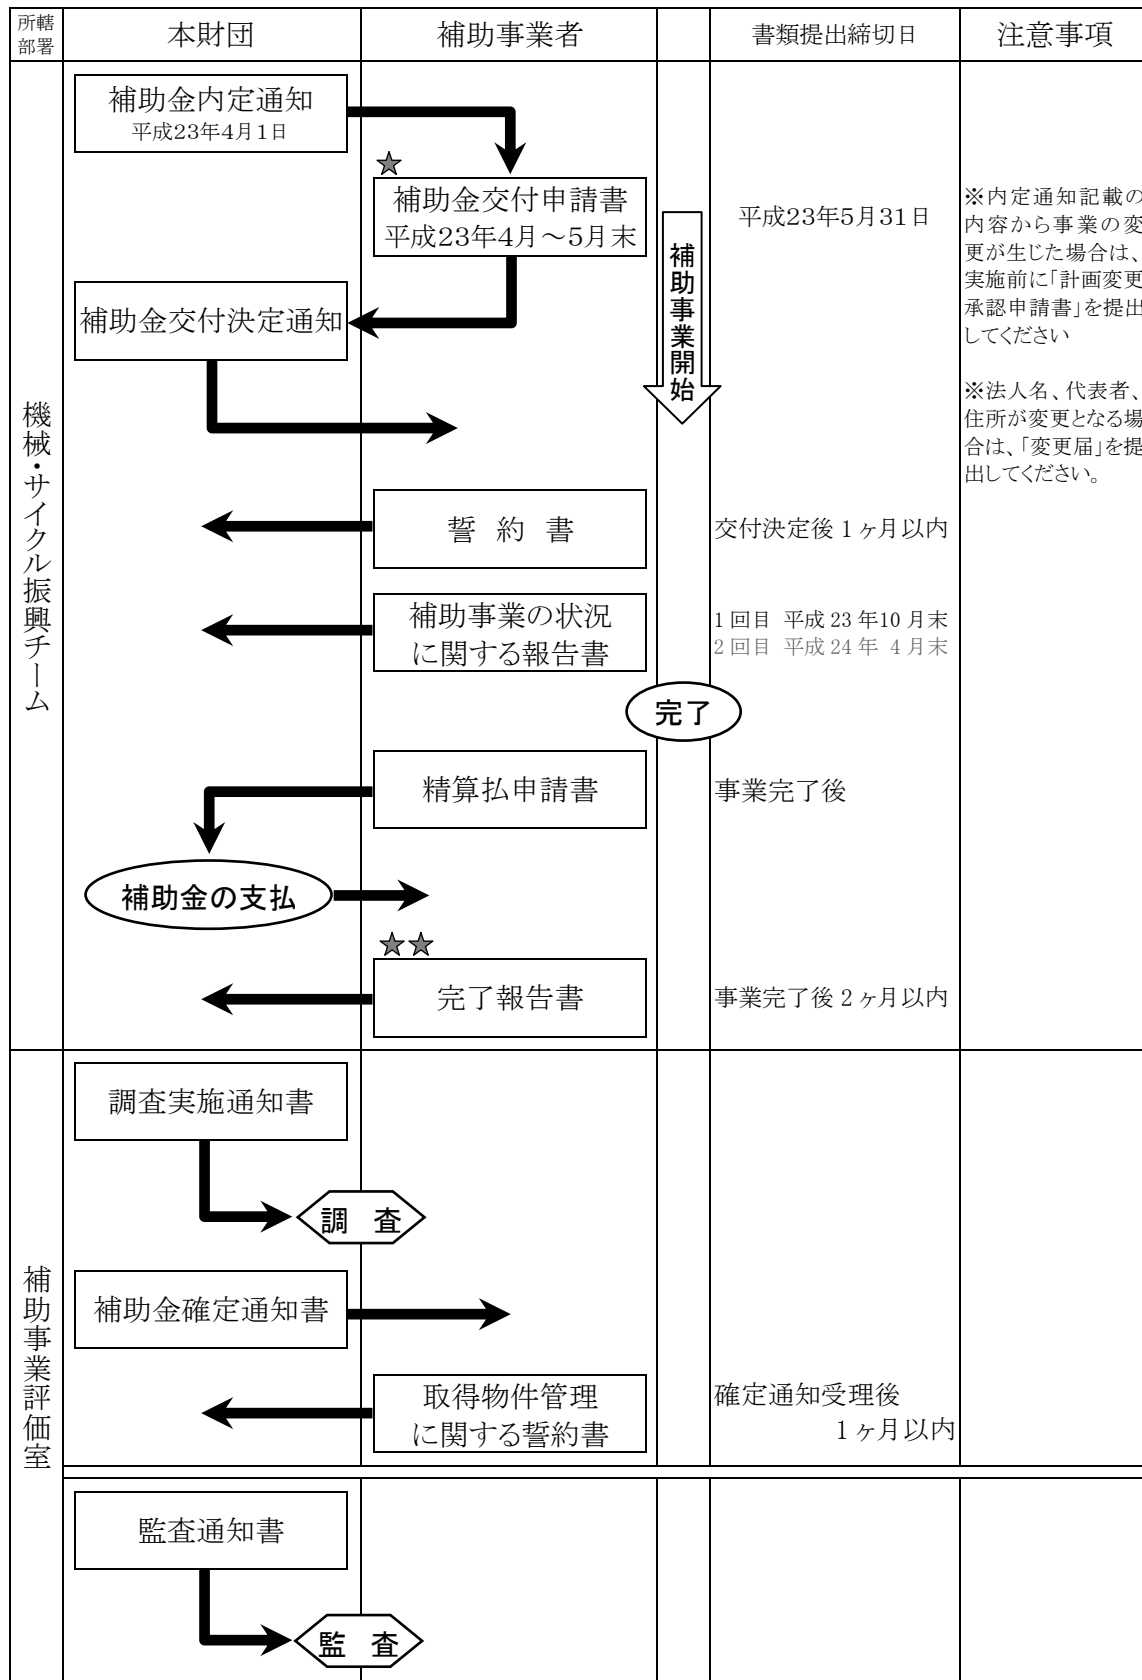 所轄
部署
本財団
補助事業者
書類提出締切日
注意事項
機械・サイクル振興チーム
補助金内定通知
平成23年4月1日
★
補助金交付申請書
平成23年4月～5月末
平成23年5月31日
補助事業開始
※内定通知記載の
内容から事業の変
更が生じた場合は、
実施前に「計画変更
承認申請書」を提出
してください
※法人名、代表者、
住所が変更となる場
合は、「変更届」を提
出してください。
補助金交付決定通知
誓 約 書
交付決定後 1 ヶ月以内
補助事業の状況
に関する報告書
1 回目 平成 23 年10 月末
2 回目 平成 24 年 4 月末
完了
精算払申請書
事業完了後
補助金の支払
★★
完了報告書
事業完了後 2 ヶ月以内
補助事業評価室
調査実施通知書
調 査
補助金確定通知書
取得物件管理
に関する誓約書
確定通知受理後
1 ヶ月以内
監査通知書
監 査